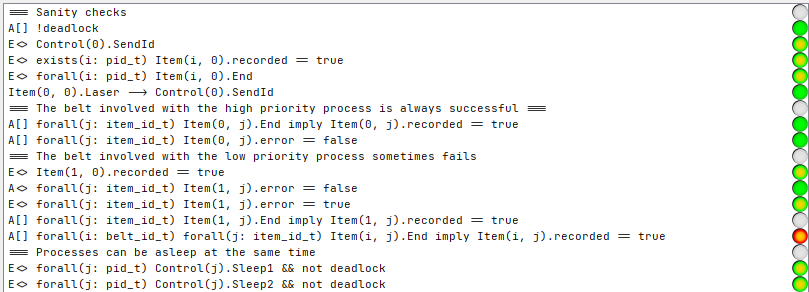 === Sanity checks
A[] !deadlock
E<> Control(0).SendId
E<> exists(i: pid_t) Item(i, 0).recorded == true
E<> forall(i: pid_t) Item(i, 0).End
Item(0, 0).Laser --> Control(0).SendId
=== The belt involved with the high priority process is always successful ===
A[] forall(j: item_id_t) Item(0, j).End imply Item(0, j).recorded == true
A[] forall(j: item_id_t) Item(0, j).error == false
=== The belt involved with the low priority process sometimes fails
E<> Item(1, 0).recorded == true
A<> forall(j: item_id_t) Item(1, j).error == false
E<> forall(j: item_id_t) Item(1, j).error == true
A[] forall(j: item_id_t) Item(1, j).End imply Item(1, j).recorded == true
A[] forall(i: belt_id_t) forall(j: item_id_t) Item(i, j).End imply Item(i, j).recorded == true
=== Processes can be asleep at the same time
E<> forall(j: pid_t) Control(j).Sleep1 && not deadlock
E<> forall(j: pid_t) Control(j).Sleep2 && not deadlock